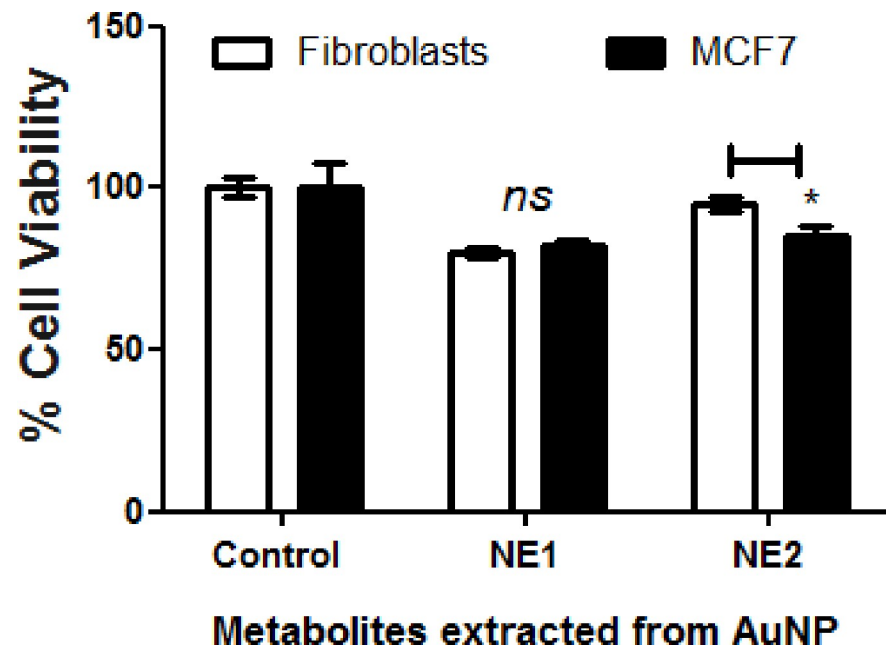 150
Fibroblasts MCF7
% Cell Viability
100
ns
*
50
0
Control NE1 NE2
Metabolites extracted from AuNP